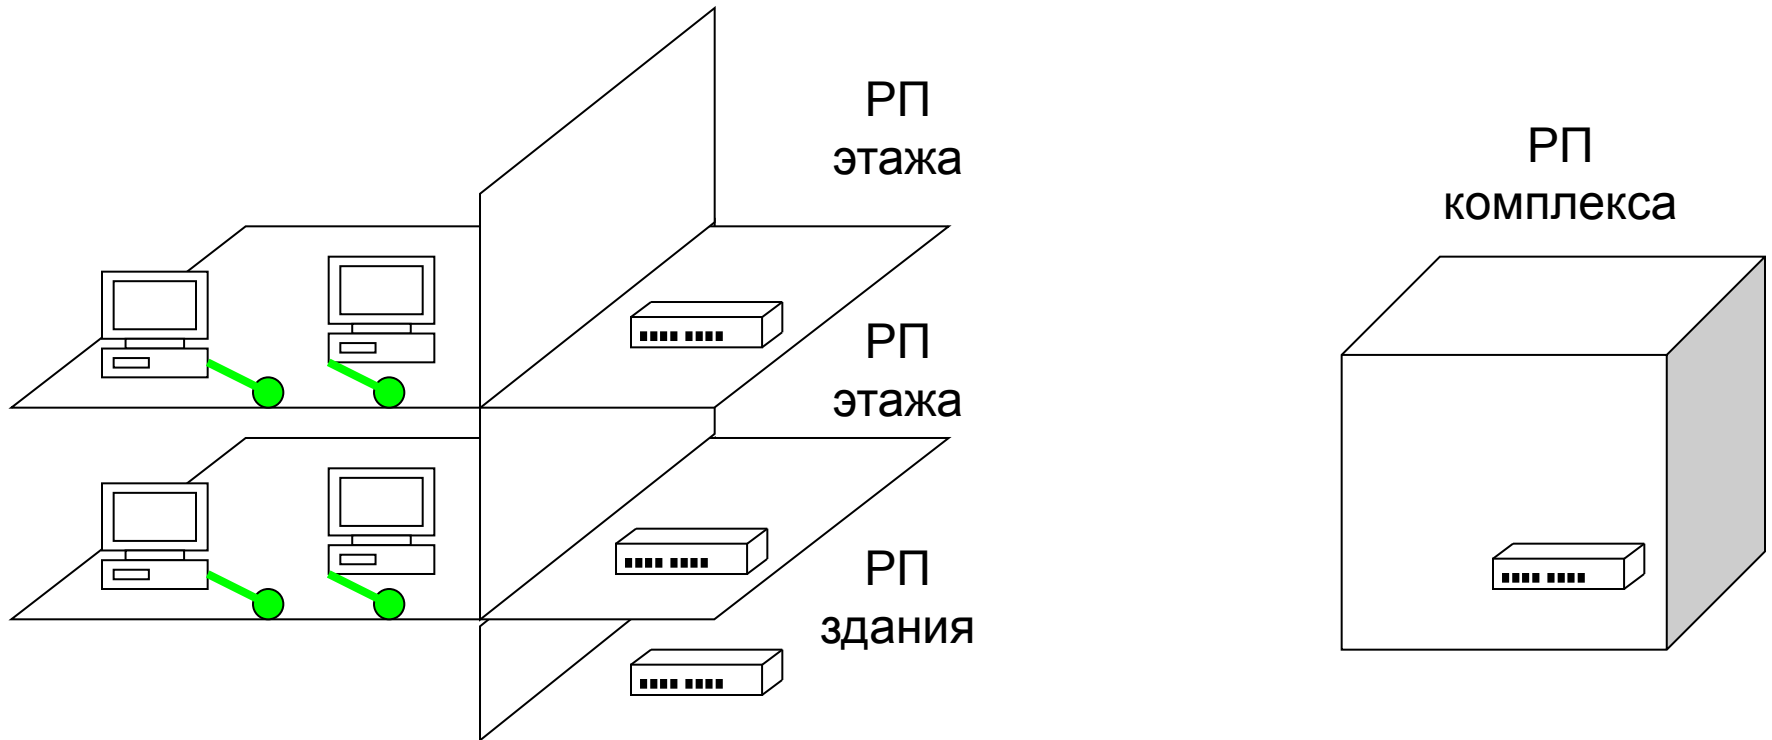 РП
этажа
РП
этажа
РП
здания
РП
комплекса